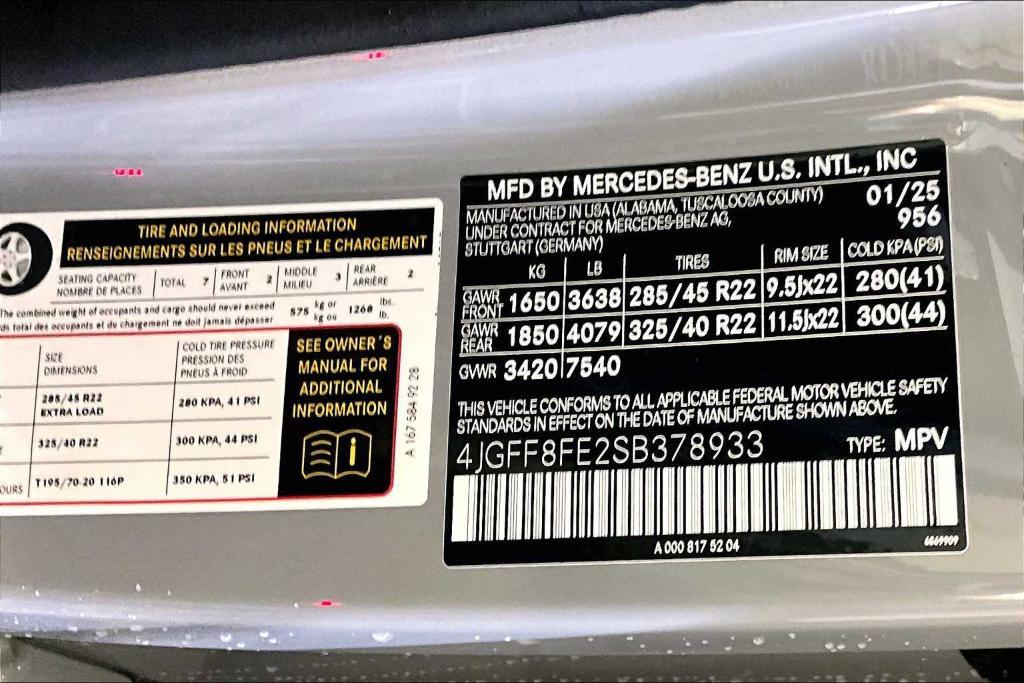 TIRE AND LOADING INFORMATION
RENSEIGNEMENTS SUR LES PNEUS ET LE CHARGEMENT
SEATING CAPACITY
NOMBRE DE PLACES
TOTAL 7
FRONT
AVANT 2
MIDDLE
MILIEU 3
REAR
ARRIÈRE 2
The combined weight of occupants and cargo should never exceed 575 kg or 1268 lbs.
ds total des occupants et du chargement ne doit jamais dépasser kg ou lb.
SIZE
DIMENSIONS
COLD TIRE PRESSURE
PRESSION DES
PNEUS À FROID
285/45 R22
EXTRA LOAD
280 KPA, 41 PSI
325/40 R22
300 KPA, 44 PSI
OURS T195/70-20 116P 350 KPA, 51 PSI
SEE OWNER'S
MANUAL FOR
ADDITIONAL
INFORMATION
A 167 584 92 28
MFD BY MERCEDES-BENZ U.S. INTL., INC
MANUFACTURED IN USA (ALABAMA, TUSCALOOSA COUNTY) 01/25
UNDER CONTRACT FOR MERCEDES-BENZ AG, 956
STUTTGART (GERMANY)
KG LB TIRES RIM SIZE COLD KPA (PSI)
GAWR
FRONT 1650 3638 285/45 R22 9.5Jx22 280(41)
GAWR
REAR 1850 4079 325/40 R22 11.5Jx22 300(44)
GVWR 3420 7540
THIS VEHICLE CONFORMS TO ALL APPLICABLE FEDERAL MOTOR VEHICLE SAFETY
STANDARDS IN EFFECT ON THE DATE OF MANUFACTURE SHOWN ABOVE.
4JGFF8FE2SB378933 TYPE: MPV
A 000 817 52 04